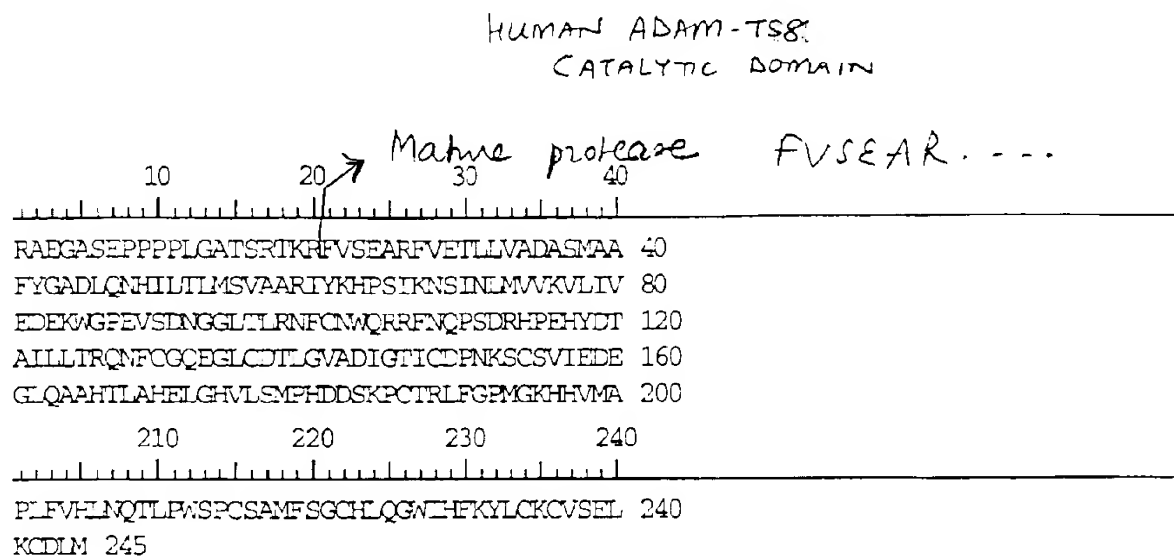 HUMAN ADAM-TS8
CATALYTIC DOMAIN
Mature protease FVSEAR....
10 20 30 40
RAEGASEPPPPLGATSRTKRFVSEARFVETLLVADASMAA 40
FYGADLQNHILTLMSVAARIYKHPSIKNSINLMVVKVLIV 80
EDEKWGPEVSDNGGLTLRNFCNWQRRFNQPSDRHPEHYDT 120
AILLTRQNFCGQEGLCDTLGVADIGTICDPNKSCSVIEDE 160
GLQAAHTLAHELGHVLSMPHDDSKPCTRLFGPMGKHHVMA 200
210 220 230 240
PLFVHLNQTLPWSPCSAMFSGCHLQGWIHFKYLCKCVSEL 240
KCDLM 245